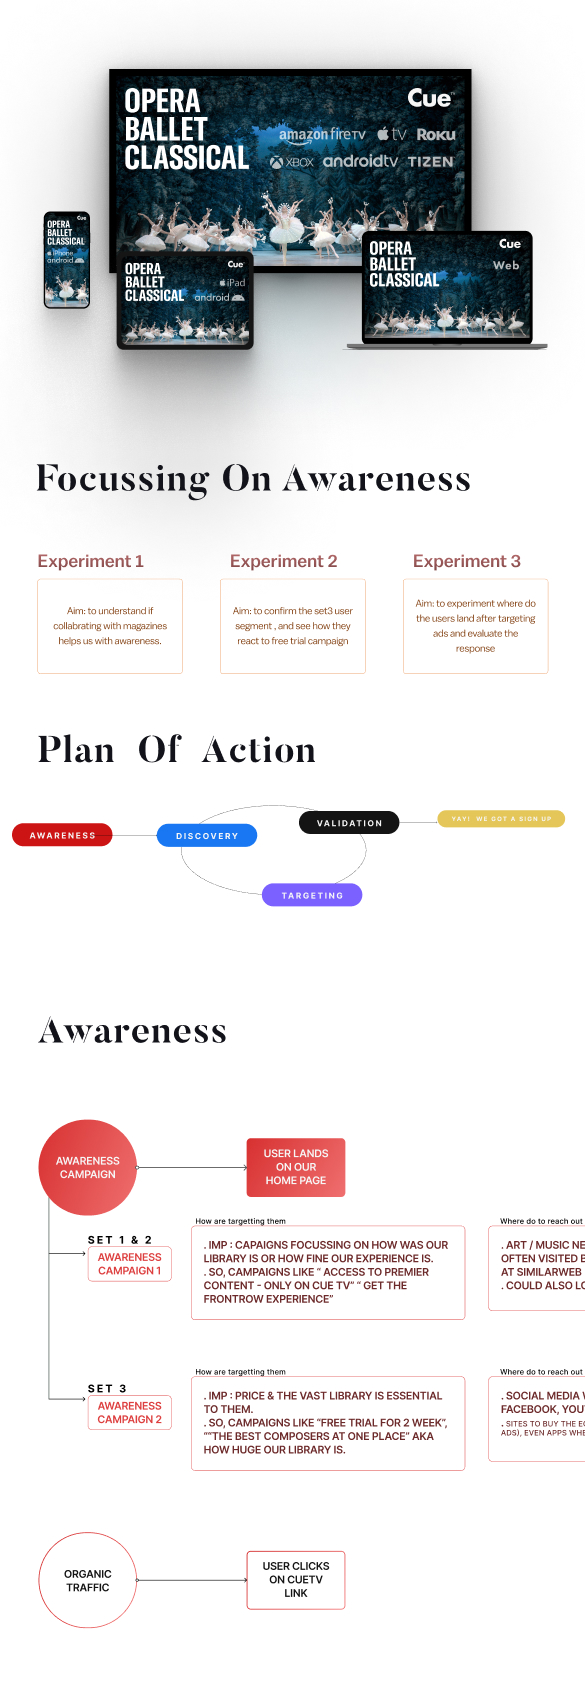 OPERA
BALLET
CLASSICAL
Cue
amazon fireTV
tv
Roku
XBOX
androidtv
TIZEN
Cue
OPERA
BALLET
CLASSICAL
iPhone
android
OPERA
BALLET
CLASSICAL
Cue
iPad
android
OPERA
BALLET
CLASSICAL
Cue
Web
Focussing On Awareness
Experiment 1
Aim: to understand if
collabrating with magazines
helps us with awareness.
Experiment 2
Aim: to confirm the set3 user
segment , and see how they
react to free trial campaign
Experiment 3
Aim: to experiment where do
the users land after targeting
ads and evaluate the
response
Plan Of Action
AWARENESS
DISCOVERY
VALIDATION
YAY! WE GOT A SIGN UP
TARGETING
Awareness
AWARENESS
CAMPAIGN
USER LANDS
ON OUR
HOME PAGE
SET 1 & 2
AWARENESS
CAMPAIGN 1
How are targetting them
. IMP : CAPAIGNS FOCUSSING ON HOW WAS OUR
LIBRARY IS OR HOW FINE OUR EXPERIENCE IS.
. SO, CAMPAIGNS LIKE “ ACCESS TO PREMIER
CONTENT - ONLY ON CUE TV” “ GET THE
FRONTROW EXPERIENCE”
Where do to reach out
. ART / MUSIC NE
OFTEN VISITED B
AT SIMILARWEB
. COULD ALSO LO
SET 3
AWARENESS
CAMPAIGN 2
How are targetting them
. IMP : PRICE & THE VAST LIBRARY IS ESSENTIAL
TO THEM.
. SO, CAMPAIGNS LIKE “FREE TRIAL FOR 2 WEEK”,
“”THE BEST COMPOSERS AT ONE PLACE” AKA
HOW HUGE OUR LIBRARY IS.
Where do to reach out
. SOCIAL MEDIA
FACEBOOK, YOU
. SITES TO BUY THE
ADS), EVEN APPS WHE
ORGANIC
TRAFFIC
USER CLICKS
ON CUETV
LINK